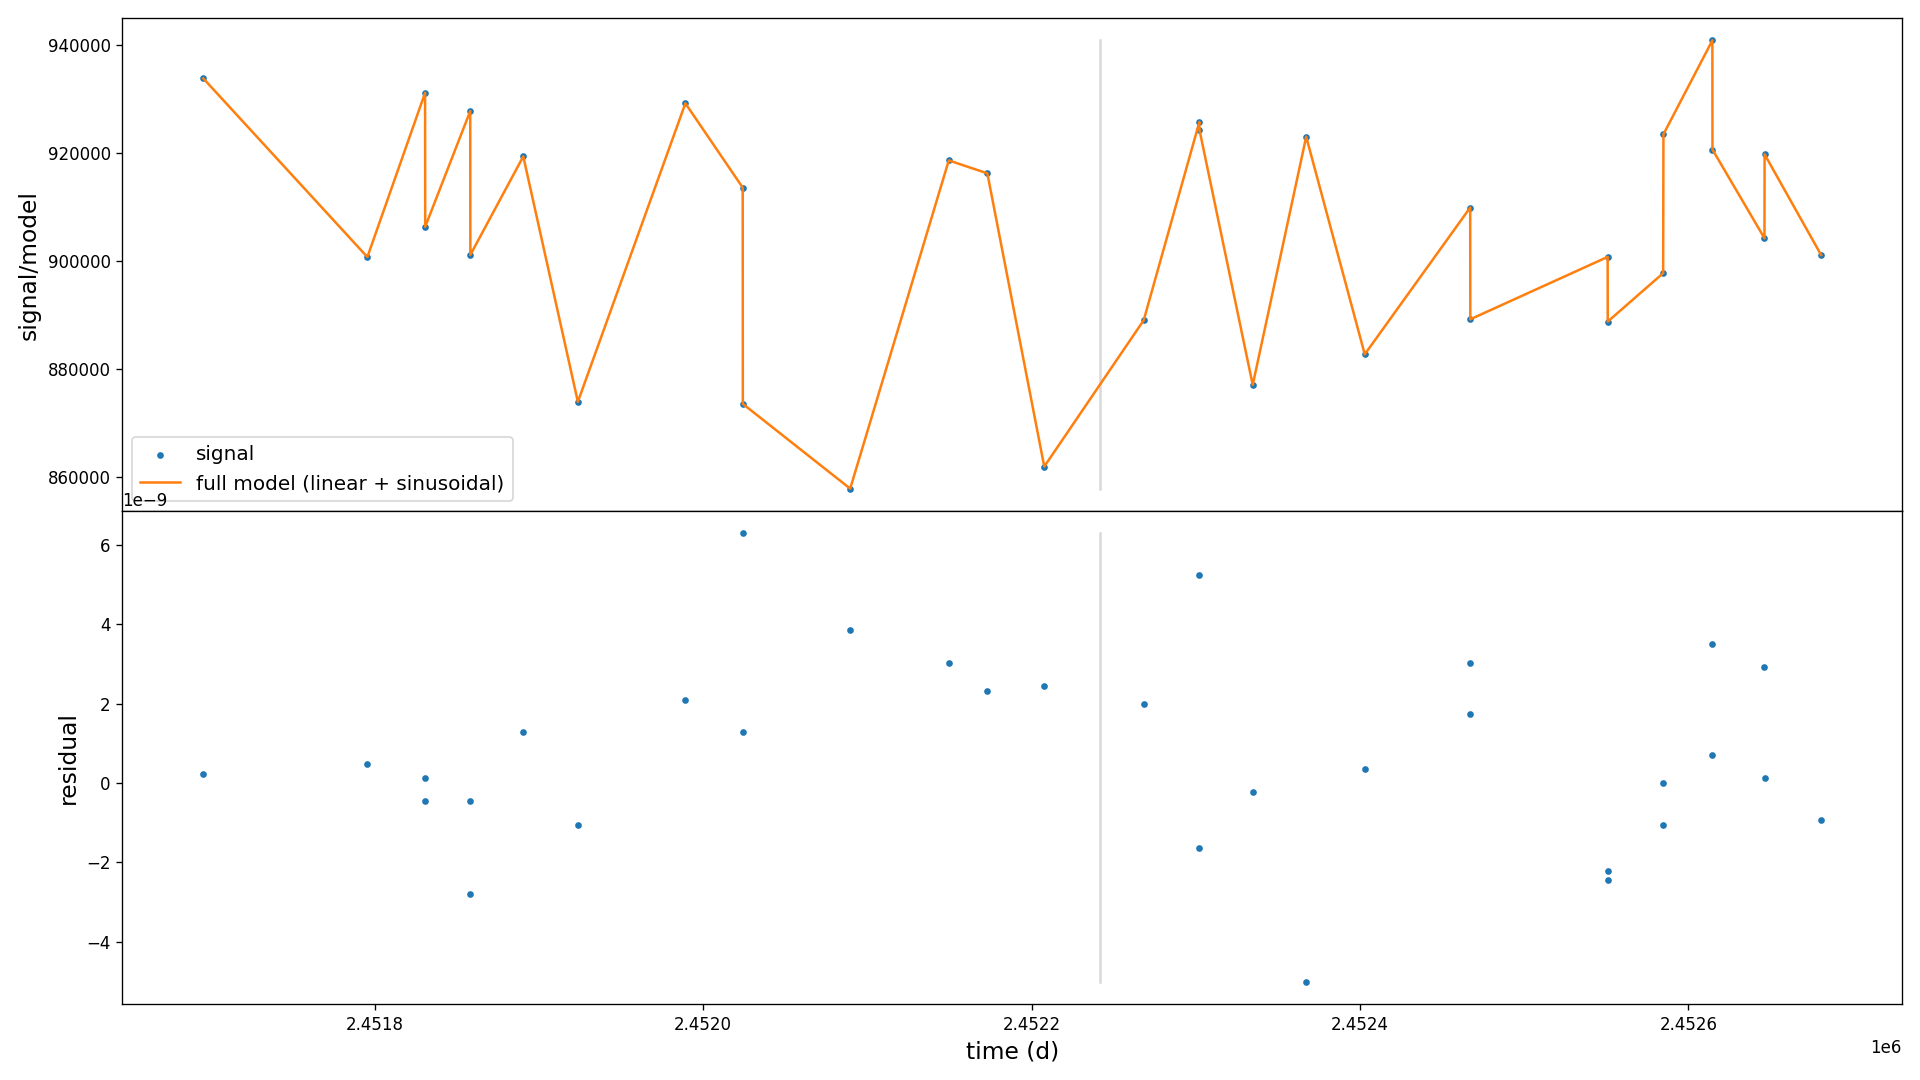 940000
920000
900000
880000
860000
signal/model
signal
full model (linear + sinusoidal)
1e−9
6
4
2
0
−2
−4
residual
2.4518
2.4520
2.4522
2.4524
2.4526
time (d)
1e6